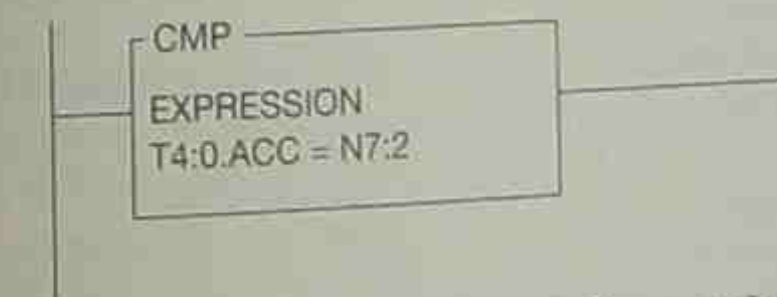 CMP
EXPRESSION
T4:0.ACC = N7:2